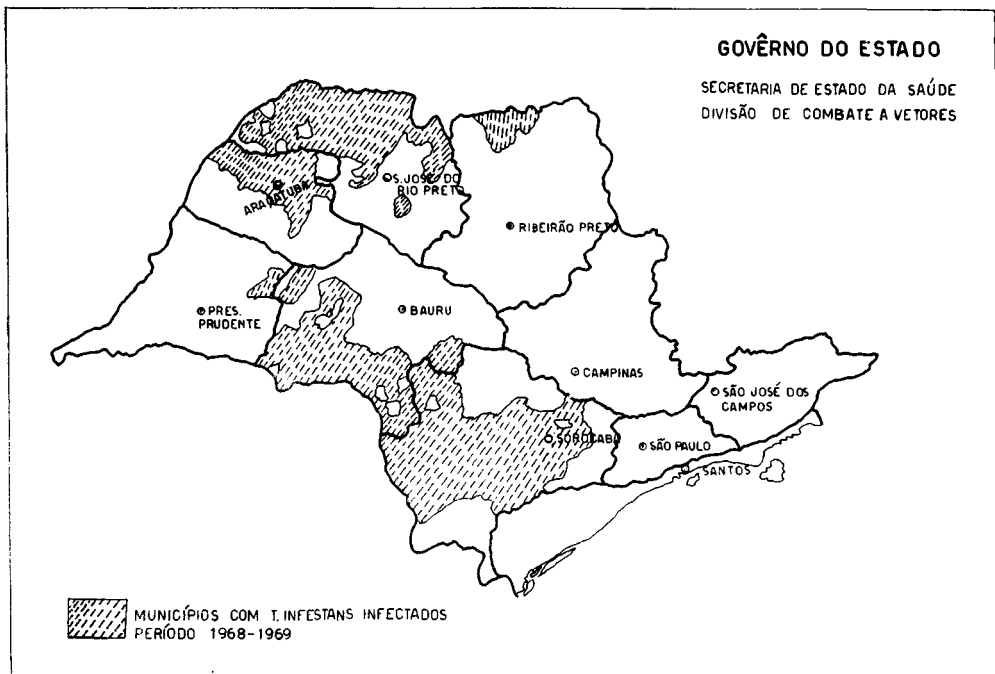 GOVÊRNO DO ESTADO
SECRETARIA DE ESTADO DA SAÚDE
DIVISÃO DE COMBATE A VETORES
S. JOSÉ DO
RIO PRETO
ARAÇATUBA
RIBEIRÃO PRETO
PRES.
PRUDENTE
BAURU
CAMPINAS
SÃO JOSÉ DOS
CAMPOS
SOROCABA
SÃO PAULO
SANTOS
MUNICÍPIOS COM T. INFESTANS INFECTADOS
PERÍODO 1968-1969